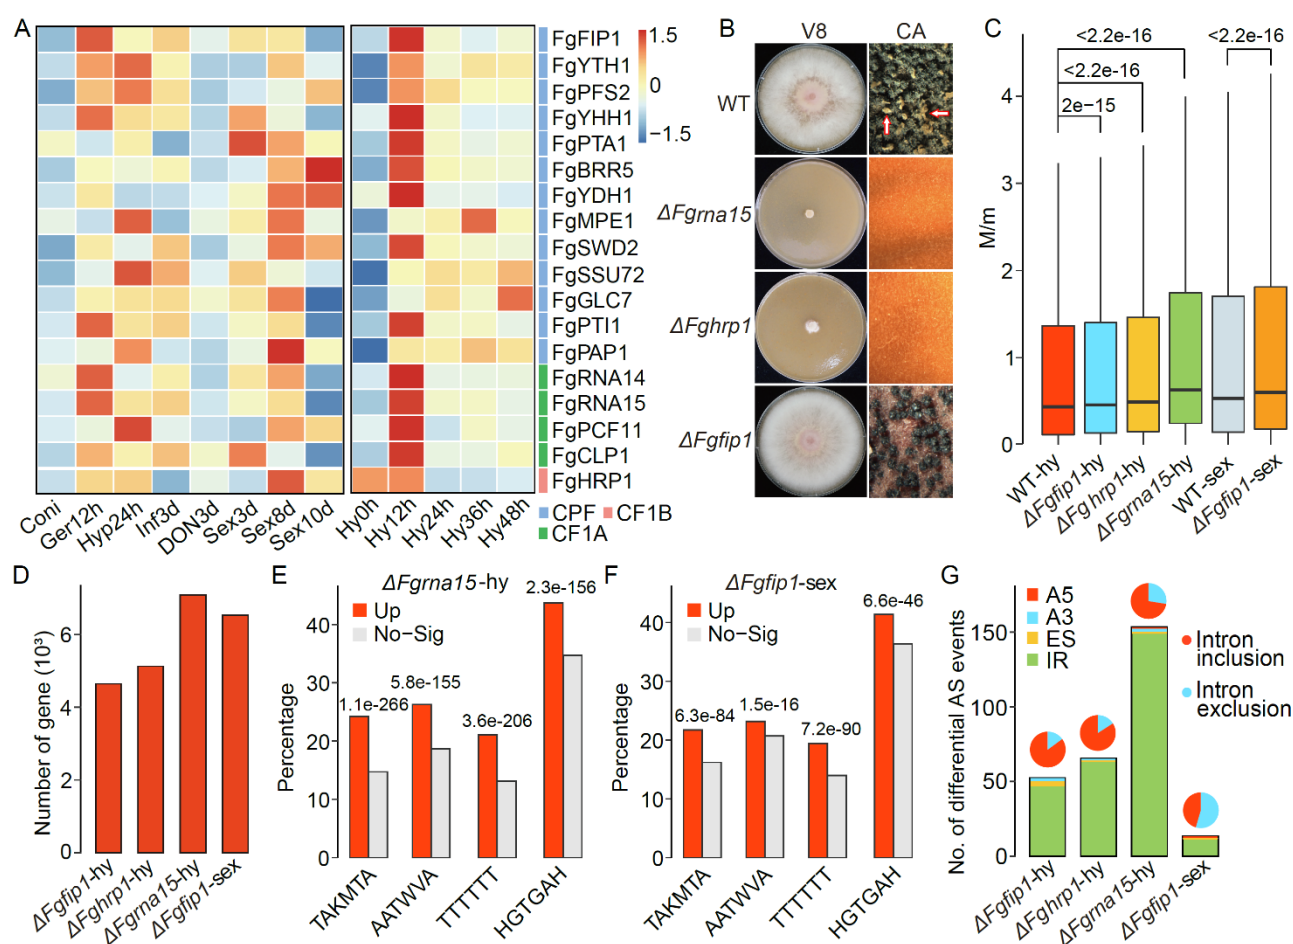 A
FgFIP1
FgYTH1
FgPFS2
FgYHH1
FgPTA1
FgBRR5
FgYDH1
FgMPE1
FgSWD2
FgSSU72
FgGLC7
FgPTI1
FgPAP1
FgRNA14
FgRNA15
FgPCF11
FgCLP1
FgHRP1
1.5
0
−1.5
Coni
Ger12h
Hyp24h
Inf3d
DON3d
Sex3d
Sex8d
Sex10d
Hy0h
Hy12h
Hy24h
Hy36h
Hy48h
CPF
CF1B
CF1A
B
V8
CA
WT
ΔFgrna15
ΔFghrp1
ΔFgfip1
C
<2.2e-16
<2.2e-16
<2.2e-16
2e−15
M/m
4
3
2
1
0
WT-hy
ΔFgfip1-hy
ΔFghrp1-hy
ΔFgrna15-hy
WT-sex
ΔFgfip1-sex
D
Number of gene (10³)
6
4
2
0
ΔFgfip1-hy
ΔFghrp1-hy
ΔFgrna15-hy
ΔFgfip1-sex
E
ΔFgrna15-hy
Up
No−Sig
Percentage
40
30
20
10
0
1.1e-266
5.8e-155
3.6e-206
2.3e-156
TAKMTA
AATWVA
TTTTTT
HGTGAH
F
ΔFgfip1-sex
Up
No−Sig
Percentage
40
30
20
10
0
6.3e-84
1.5e-16
7.2e-90
6.6e-46
TAKMTA
AATWVA
TTTTTT
HGTGAH
G
A5
A3
ES
IR
Intron
inclusion
Intron
exclusion
No. of differential AS events
150
100
50
0
ΔFgfip1-hy
ΔFghrp1-hy
ΔFgrna15-hy
ΔFgfip1-sex